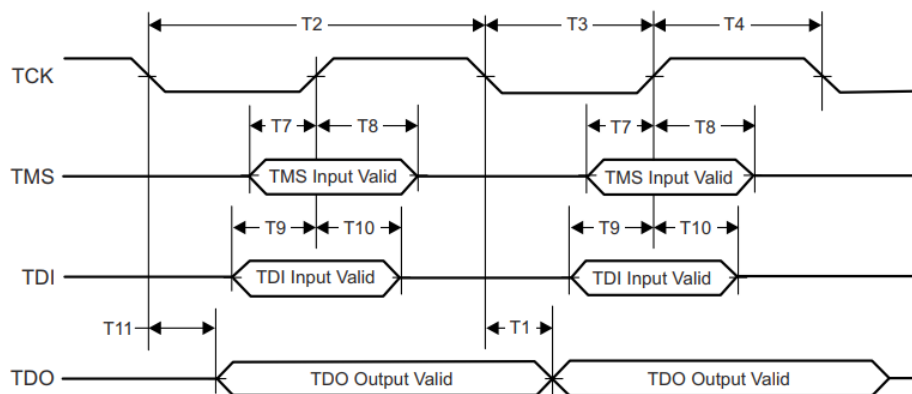 T2 T3 T4
TCK
T7 T8 T7 T8
TMS TMS Input Valid TMS Input Valid
T9 T10 T9 T10
TDI TDI Input Valid TDI Input Valid
T11 T1
TDO TDO Output Valid TDO Output Valid